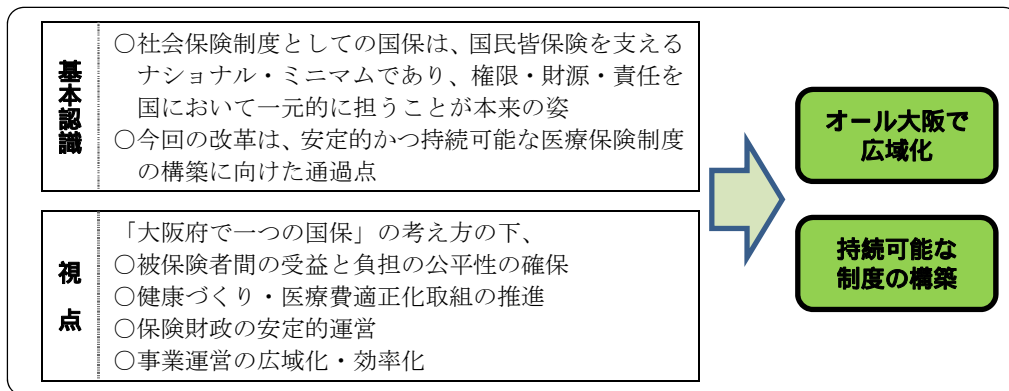 基本認識
○社会保険制度としての国保は、国民皆保険を支える
ナショナル・ミニマムであり、権限・財源・責任を
国において一元的に担うことが本来の姿
○今回の改革は、安定的かつ持続可能な医療保険制度
の構築に向けた通過点
視点
「大阪府で一つの国保」の考え方の下、
○被保険者間の受益と負担の公平性の確保
○健康づくり・医療費適正化取組の推進
○保険財政の安定的運営
○事業運営の広域化・効率化
オール大阪で
広域化
持続可能な
制度の構築